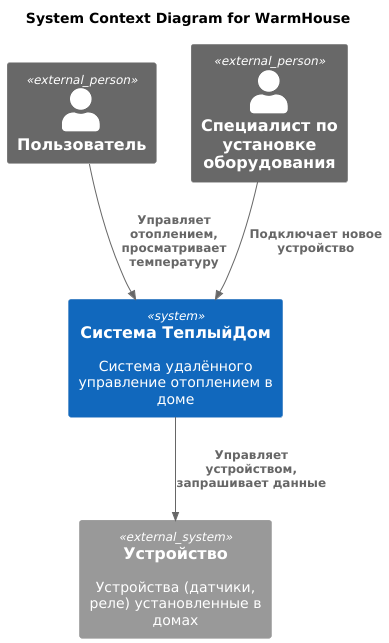 System Context Diagram for WarmHouse
«external_person»
Пользователь
«external_person»
Специалист по
установке
оборудования
Управляет
отоплением,
просматривает
температуру
Подключает новое
устройство
«system»
Система ТеплыйДом
Система удалённого
управление отоплением в
доме
Управляет
устройством,
запрашивает данные
«external_system»
Устройство
Устройства (датчики,
реле) установленные в
домах